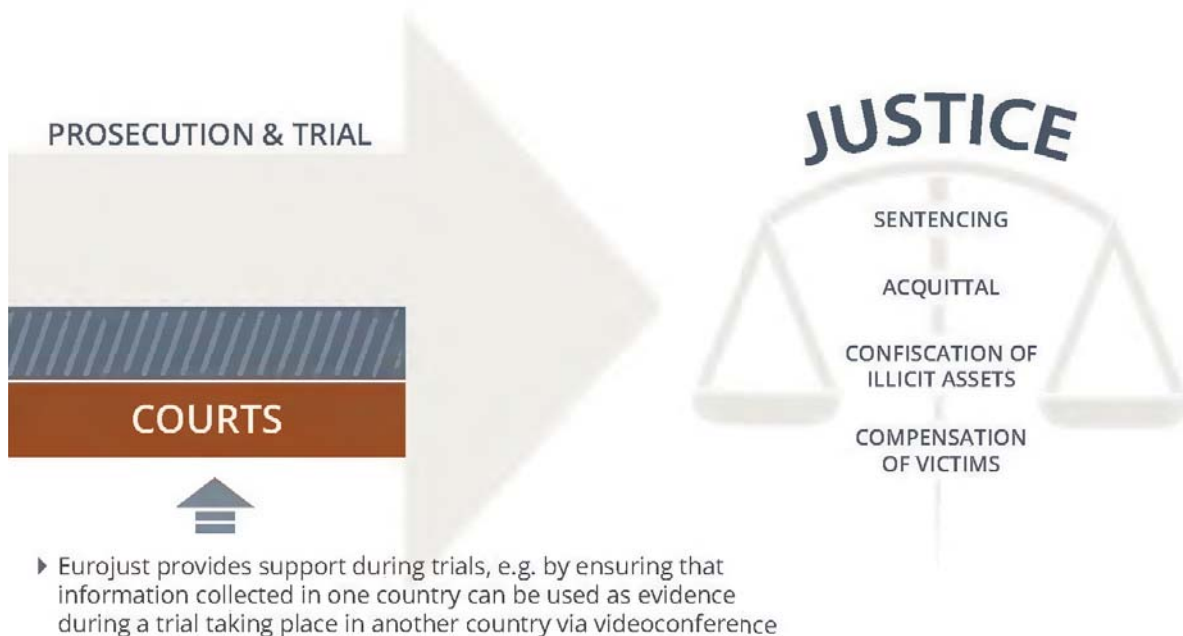 PROSECUTION & TRIAL
COURTS
Eurojust provides support during trials, e.g. by ensuring that
information collected in one country can be used as evidence
during a trial taking place in another country via videoconference
JUSTICE
SENTENCING
ACQUITTAL
CONFISCATION OF
ILLICIT ASSETS
COMPENSATION
OF VICTIMS